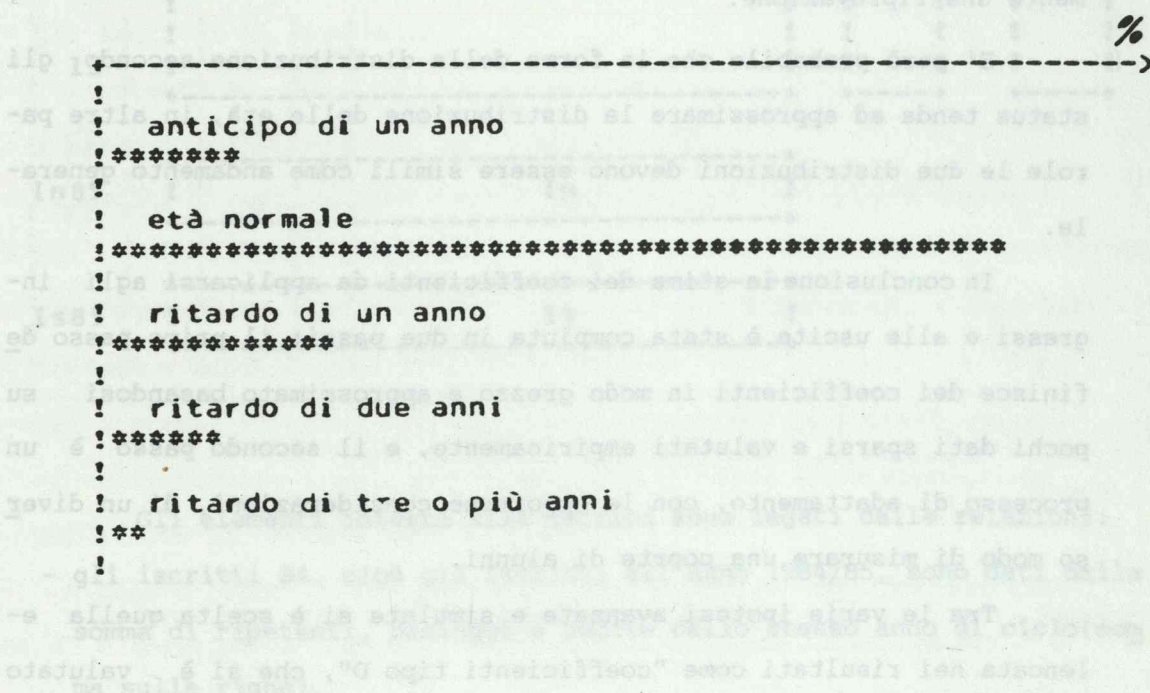 %
+--------------------------------------------------------->
!
! anticipo di un anno
!*******
!
! età normale
!*************************************************
!
! ritardo di un anno
!************
!
! ritardo di due anni
!******
!
! ritardo di tre o più anni
!**
!